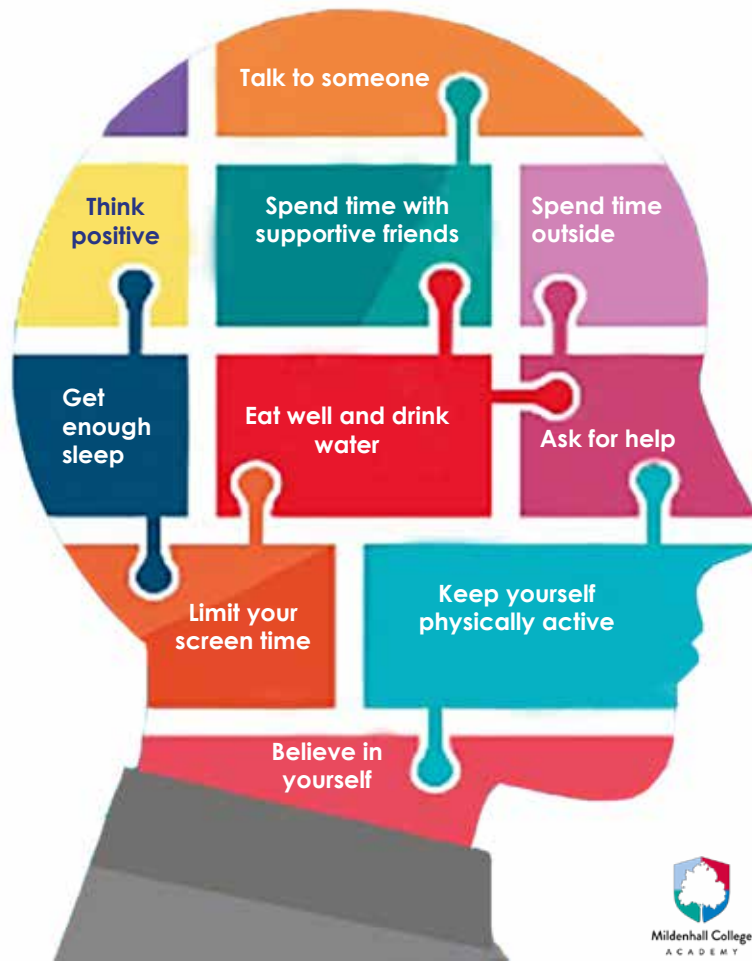 Talk to someone
Think
positive
Spend time with
supportive friends
Spend time
outside
Get
enough
sleep
Eat well and drink
water
Ask for help
Limit your
screen time
Keep yourself
physically active
Believe in
yourself
Mildenhall College
ACADEMY